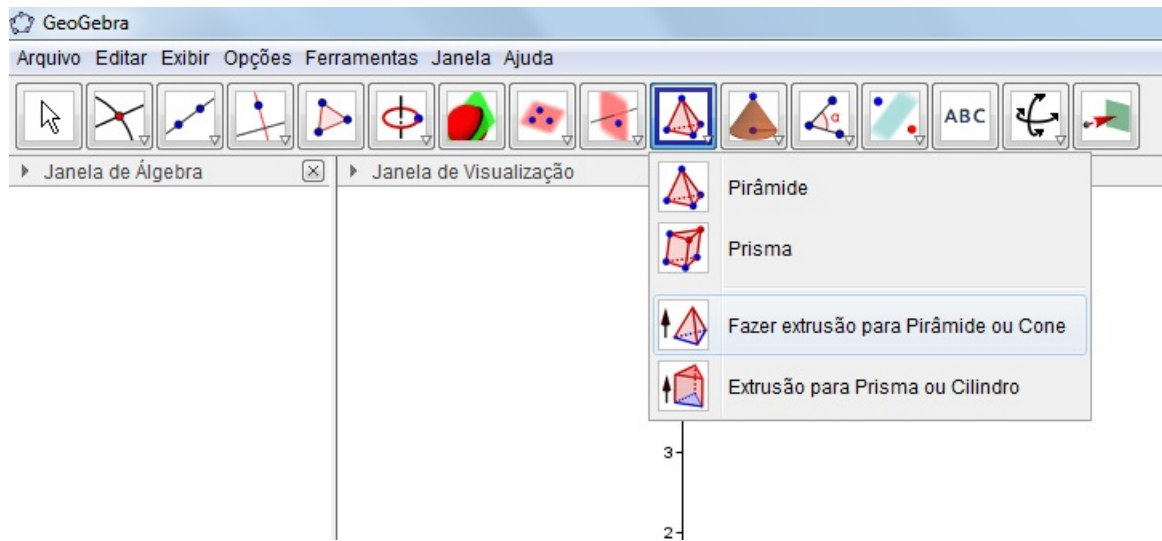 GeoGebra
Arquivo Editar Exibir Opções Ferramentas Janela Ajuda
α
ABC
Janela de Álgebra
Janela de Visualização
Pirâmide
Prisma
Fazer extrusão para Pirâmide ou Cone
Extrusão para Prisma ou Cilindro
3
2